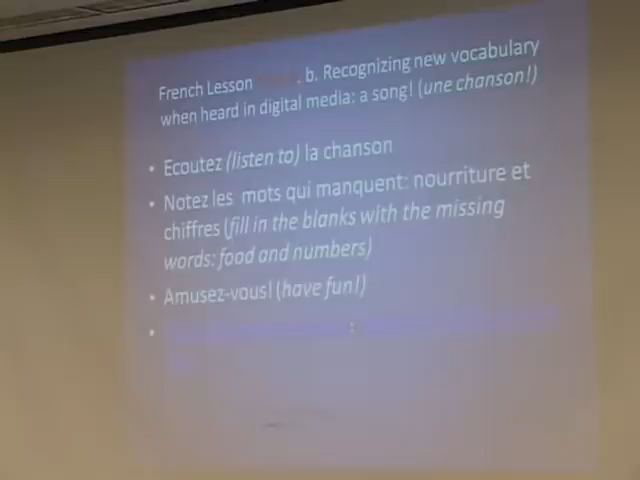 French Lesson . b. Recognizing new vocabulary
when heard in digital media: a song! (une chanson!)
• Ecoutez (listen to) la chanson
• Notez les mots qui manquent: nourriture et
chiffres (fill in the blanks with the missing
words: food and numbers)
• Amusez-vous! (have fun!)